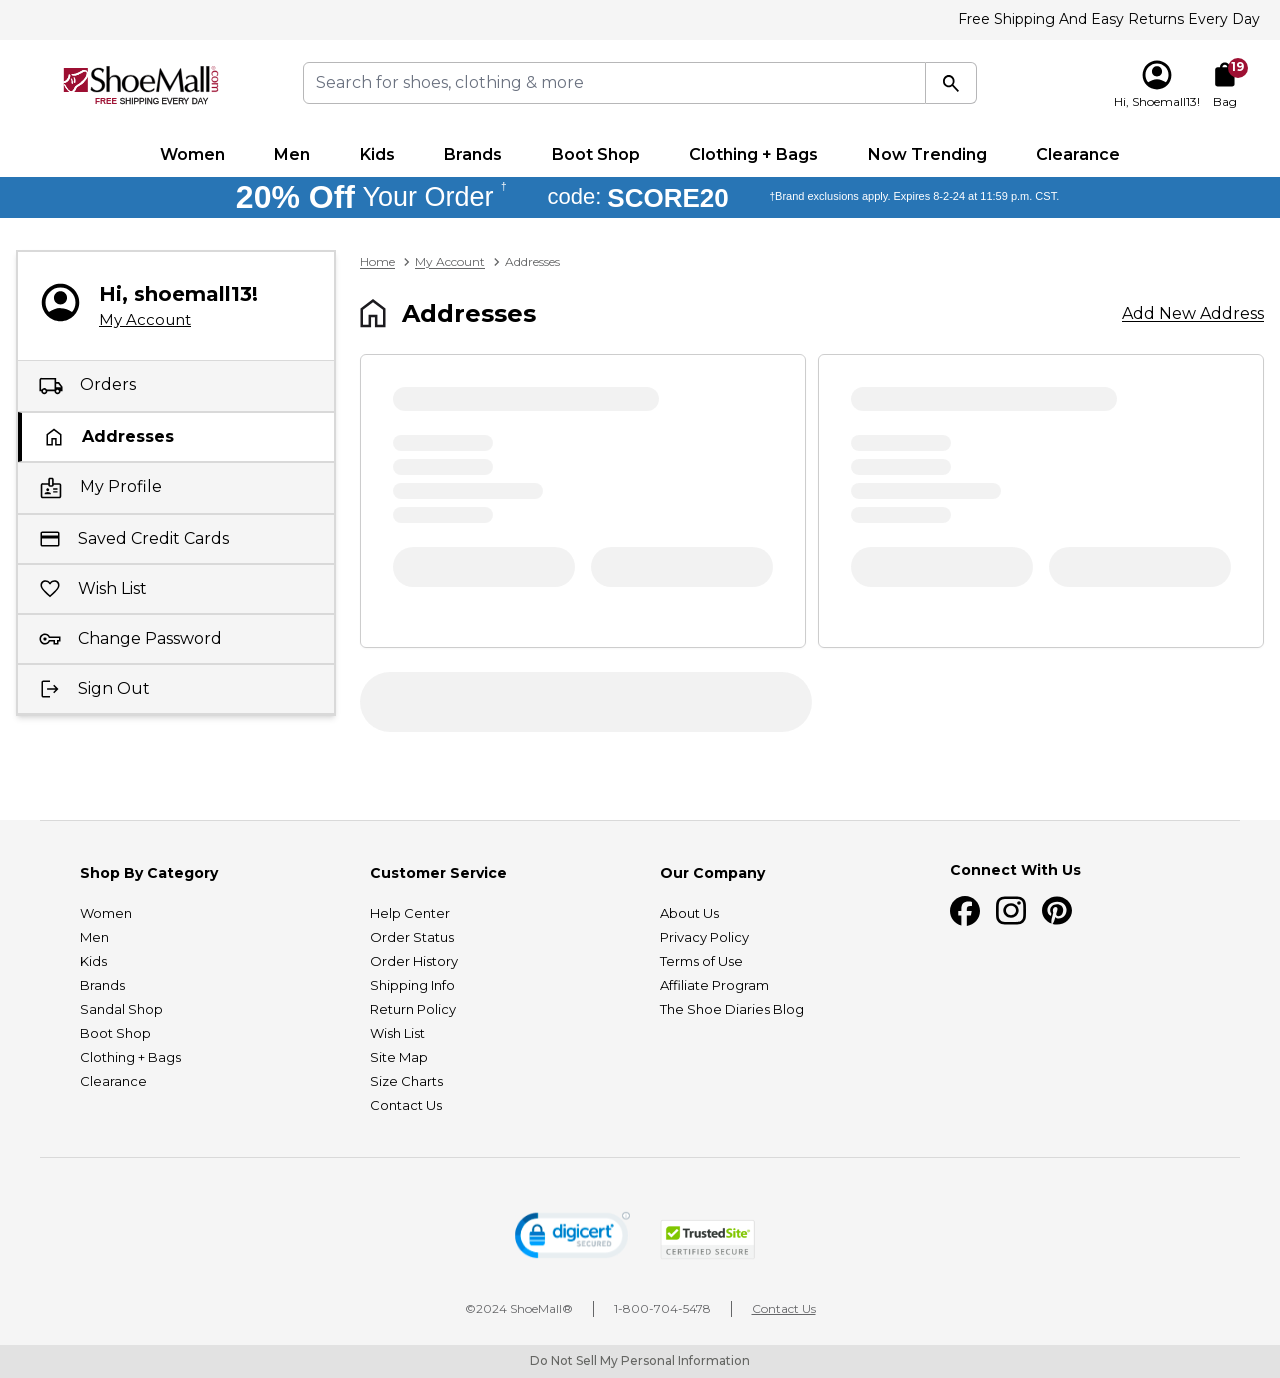 Free Shipping And Easy Returns Every Day
ShoeMall.com
FREE SHIPPING EVERY DAY
Search for shoes, clothing & more
Hi, Shoemall13!
19
Bag
Women Men Kids Brands Boot Shop Clothing + Bags Now Trending Clearance
20% Off Your Order † code: SCORE20 †Brand exclusions apply. Expires 8-2-24 at 11:59 p.m. CST.
Hi, shoemall13!
My Account
Orders
Addresses
My Profile
Saved Credit Cards
Wish List
Change Password
Sign Out
Home > My Account > Addresses
Addresses
Add New Address
Shop By Category
Women
Men
Kids
Brands
Sandal Shop
Boot Shop
Clothing + Bags
Clearance
Customer Service
Help Center
Order Status
Order History
Shipping Info
Return Policy
Wish List
Site Map
Size Charts
Contact Us
Our Company
About Us
Privacy Policy
Terms of Use
Affiliate Program
The Shoe Diaries Blog
Connect With Us
digicert
SECURED
TrustedSite
CERTIFIED SECURE
©2024 ShoeMall® | 1-800-704-5478 | Contact Us
Do Not Sell My Personal Information